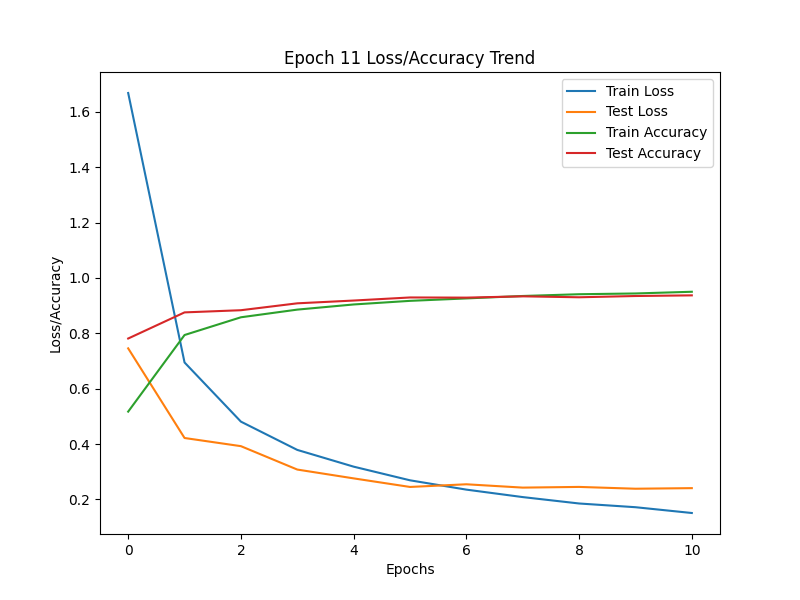 Epoch 11 Loss/Accuracy Trend
Train Loss
Test Loss
Train Accuracy
Test Accuracy
Loss/Accuracy
1.6
1.4
1.2
1.0
0.8
0.6
0.4
0.2
0 2 4 6 8 10
Epochs